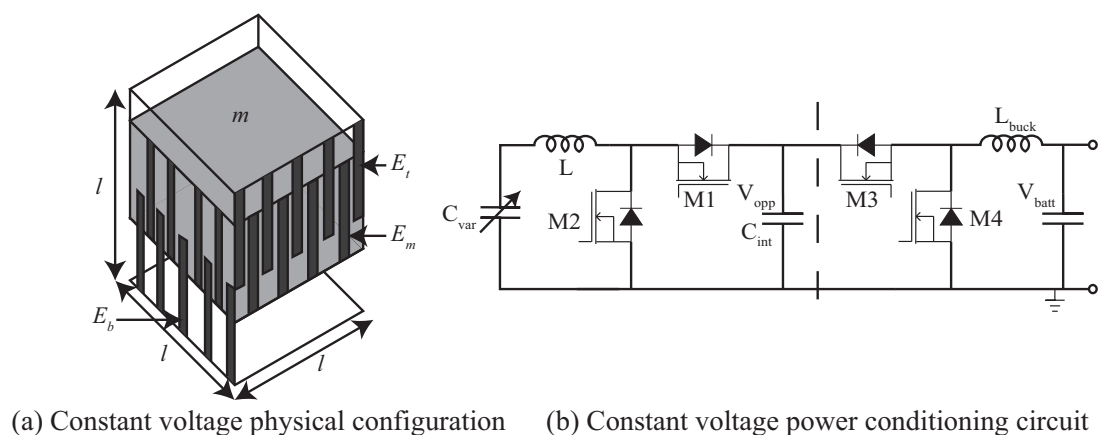 m
l
E_t
E_m
E_b
l
l
L
C_var
M2
M1
V_opp
C_int
M3
M4
L_buck
V_batt
(a) Constant voltage physical configuration
(b) Constant voltage power conditioning circuit